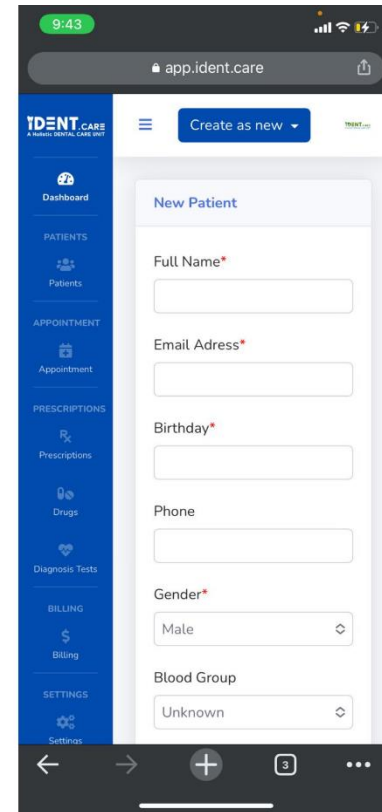 9:43
app.ident.care
IDENT.CARE
A Holistic DENTAL CARE UNIT
Create as new
Dashboard
PATIENTS
Patients
APPOINTMENT
Appointment
PRESCRIPTIONS
Prescriptions
Drugs
Diagnosis Tests
BILLING
Billing
SETTINGS
Settings
New Patient
Full Name*
Email Adress*
Birthday*
Phone
Gender*
Male
Blood Group
Unknown
3